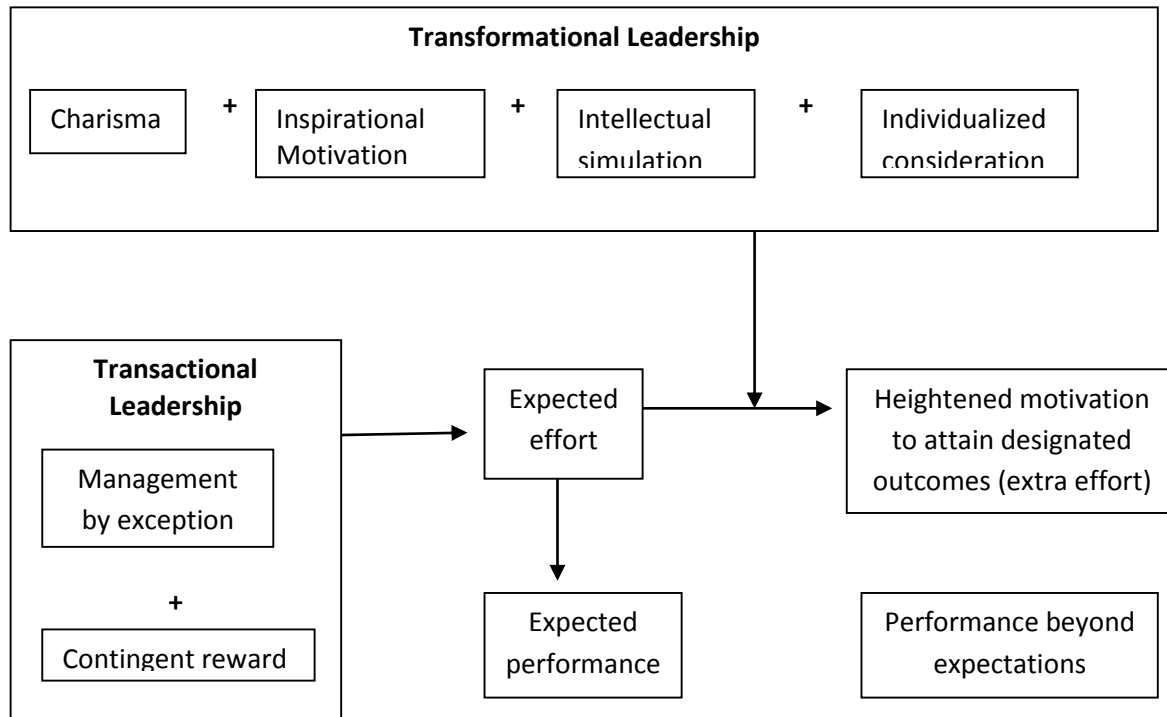 Transformational Leadership
Charisma
+
Inspirational
Motivation
+
Intellectual
simulation
+
Individualized
consideration
Transactional
Leadership
Management
by exception
+
Contingent reward
Expected
effort
Heightened motivation
to attain designated
outcomes (extra effort)
Expected
performance
Performance beyond
expectations